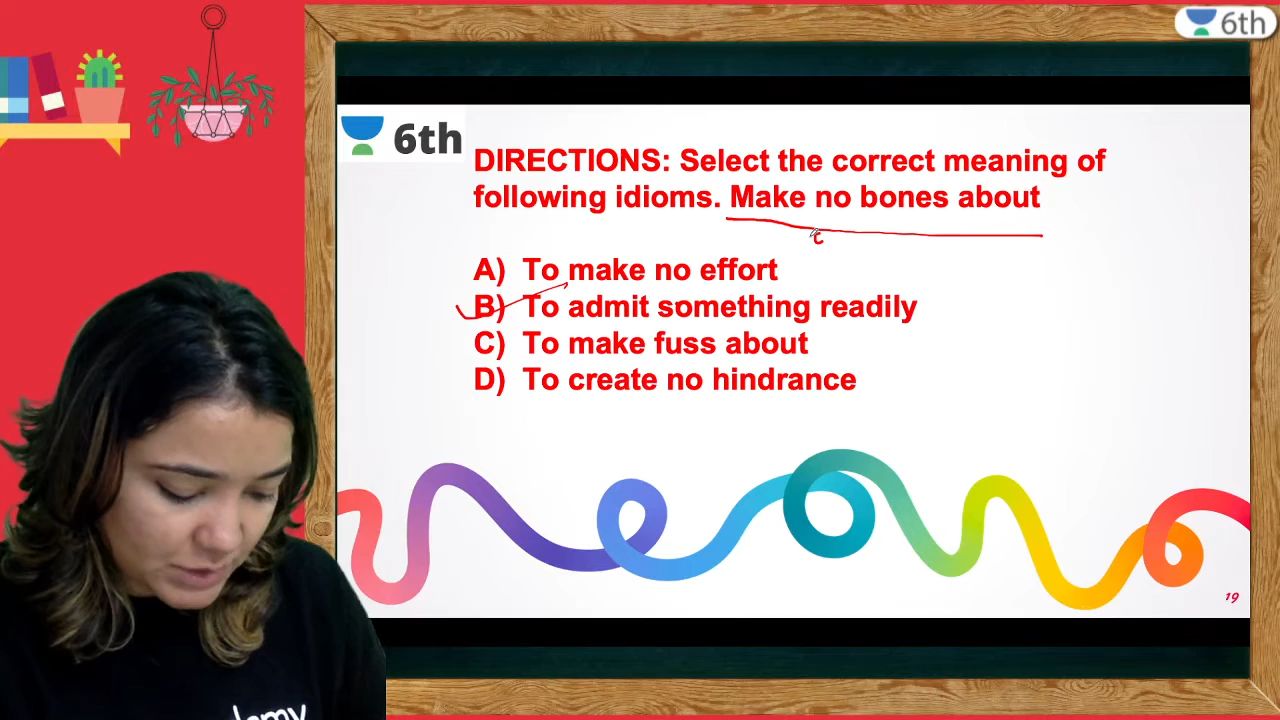 6th
6th
DIRECTIONS: Select the correct meaning of
following idioms. Make no bones about
A) To make no effort
B) To admit something readily
C) To make fuss about
D) To create no hindrance
19